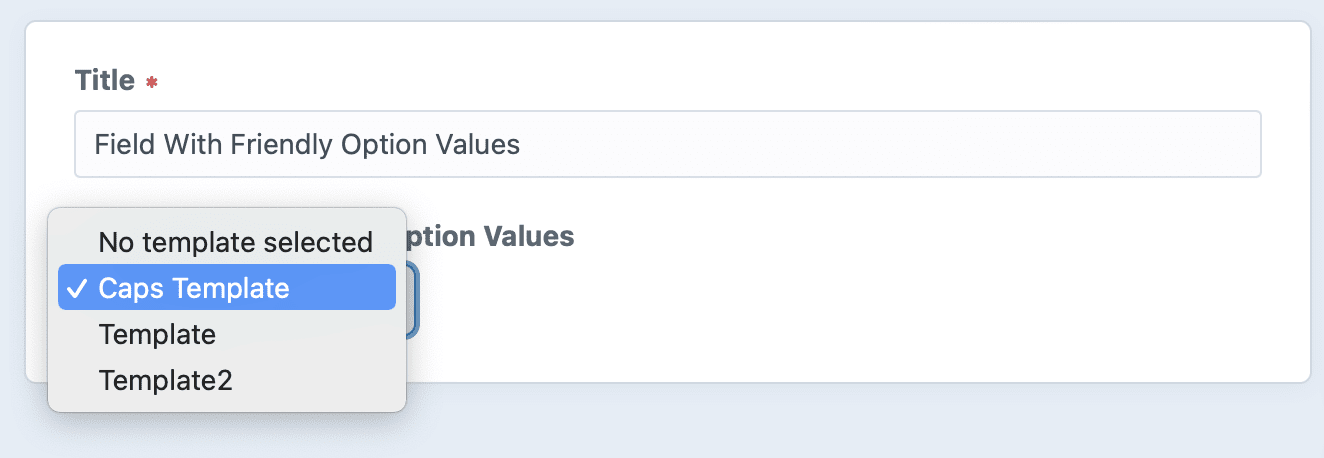 Title *
Field With Friendly Option Values
ption Values
No template selected
✓ Caps Template
Template
Template2